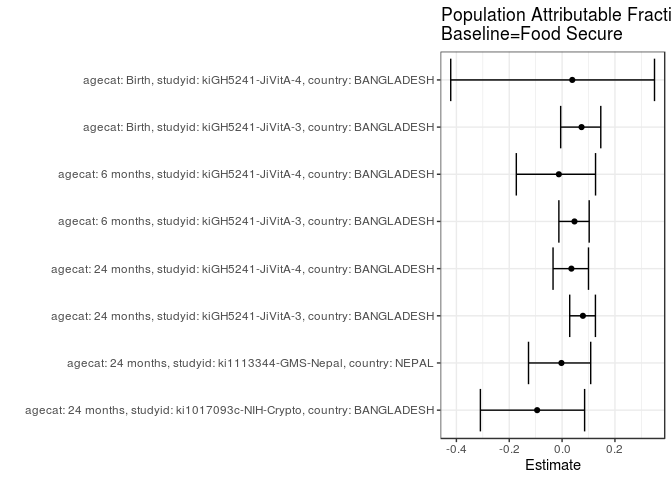 Population Attributable Fracti
Baseline=Food Secure
agecat: Birth, studyid: kiGH5241-JiVitA-4, country: BANGLADESH
agecat: Birth, studyid: kiGH5241-JiVitA-3, country: BANGLADESH
agecat: 6 months, studyid: kiGH5241-JiVitA-4, country: BANGLADESH
agecat: 6 months, studyid: kiGH5241-JiVitA-3, country: BANGLADESH
agecat: 24 months, studyid: kiGH5241-JiVitA-4, country: BANGLADESH
agecat: 24 months, studyid: kiGH5241-JiVitA-3, country: BANGLADESH
agecat: 24 months, studyid: ki1113344-GMS-Nepal, country: NEPAL
agecat: 24 months, studyid: ki1017093c-NIH-Crypto, country: BANGLADESH
-0.4 -0.2 0.0 0.2
Estimate